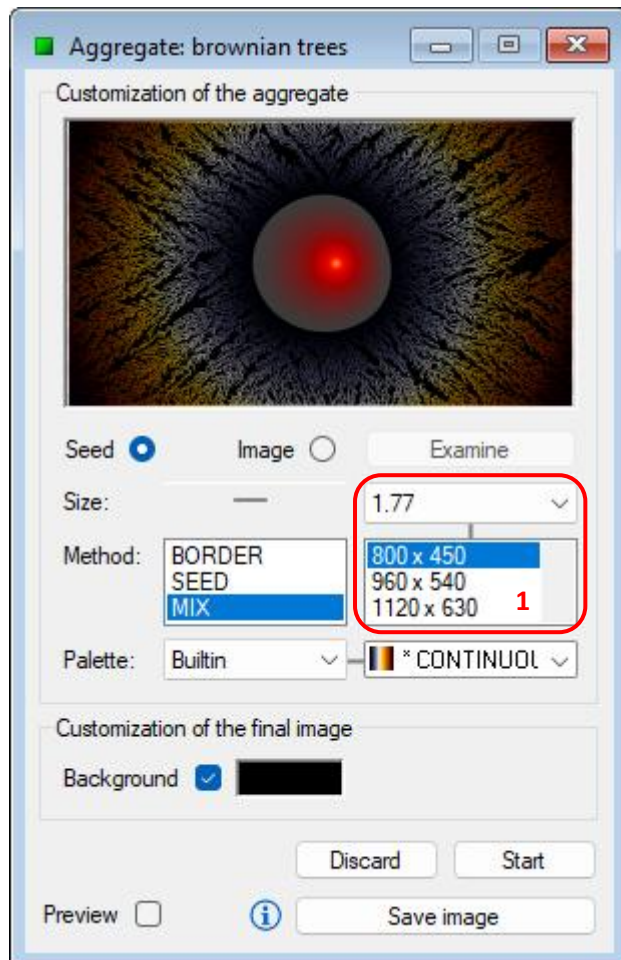 Aggregate: brownian trees
Customization of the aggregate
Seed Image Examine
Size: 1.77
Method: BORDER 800 x 450
SEED 960 x 540
MIX 1120 x 630 1
Palette: Builtin * CONTINUOL
Customization of the final image
Background
Discard Start
Preview Save image